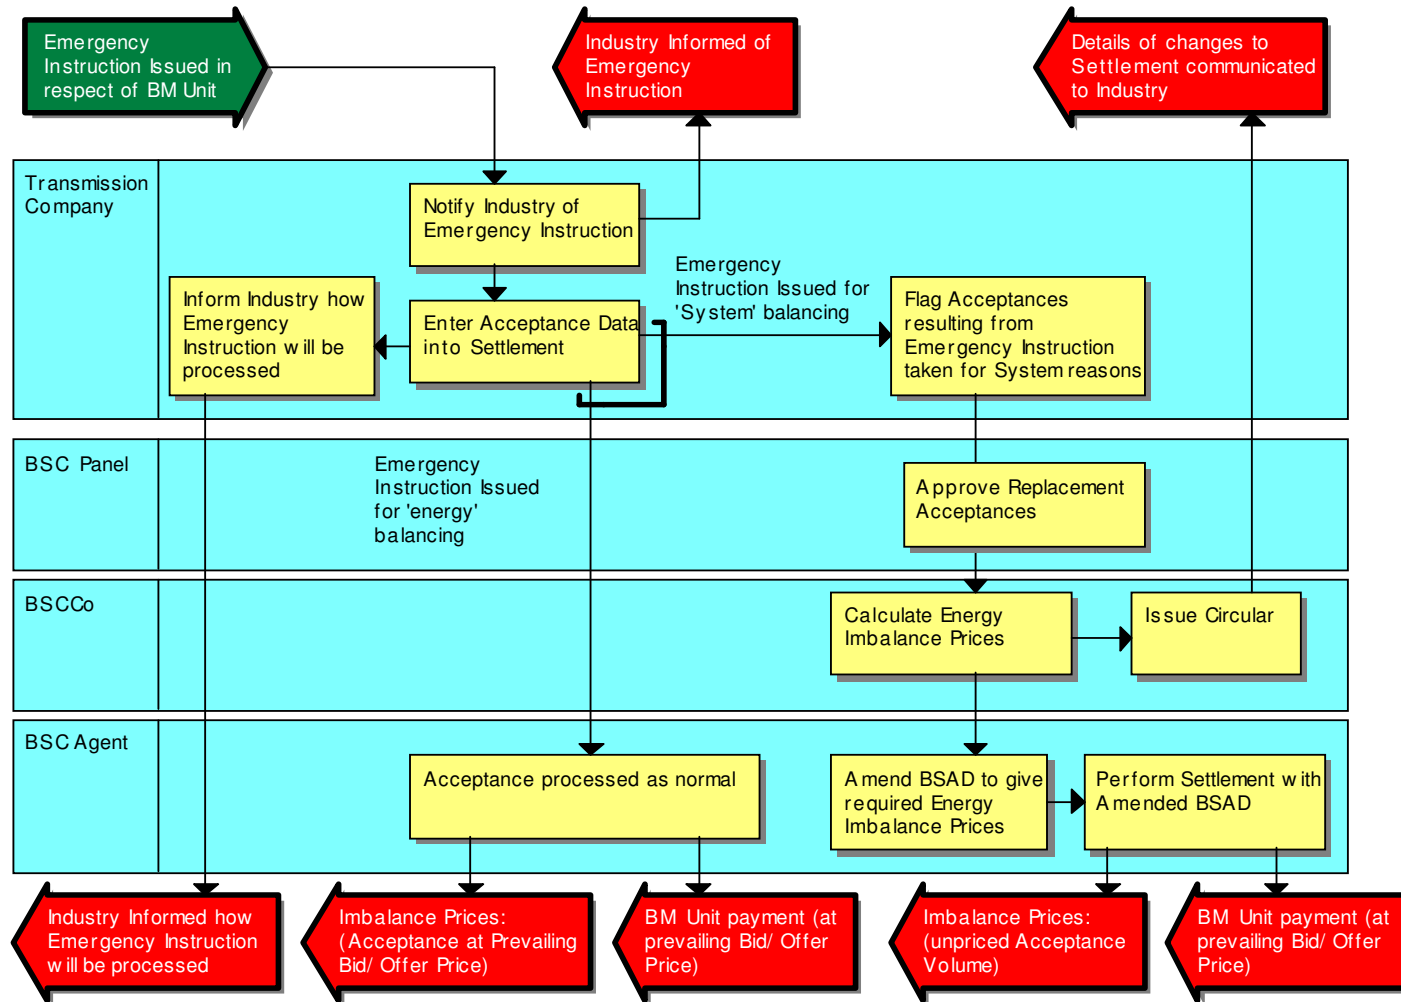 Emergency
Instruction Issued in
respect of BM Unit
Industry Informed of
Emergency
Instruction
Details of changes to
Settlement communicated
to Industry
Transmission
Company
Notify Industry of
Emergency Instruction
Emergency
Instruction Issued for
'System' balancing
Inform Industry how
Emergency
Instruction will be
processed
Enter Acceptance Data
into Settlement
Flag Acceptances
resulting from
Emergency Instruction
taken for System reasons
BSC Panel
Emergency
Instruction Issued
for 'energy'
balancing
Approve Replacement
Acceptances
BSCCo
Calculate Energy
Imbalance Prices
Issue Circular
BSC Agent
Acceptance processed as normal
Amend BSAD to give
required Energy
Imbalance Prices
Perform Settlement with
Amended BSAD
Industry Informed how
Emergency Instruction
will be processed
Imbalance Prices:
(Acceptance at Prevailing
Bid/ Offer Price)
BM Unit payment (at
prevailing Bid/ Offer
Price)
Imbalance Prices:
(unpriced Acceptance
Volume)
BM Unit payment (at
prevailing Bid/ Offer
Price)